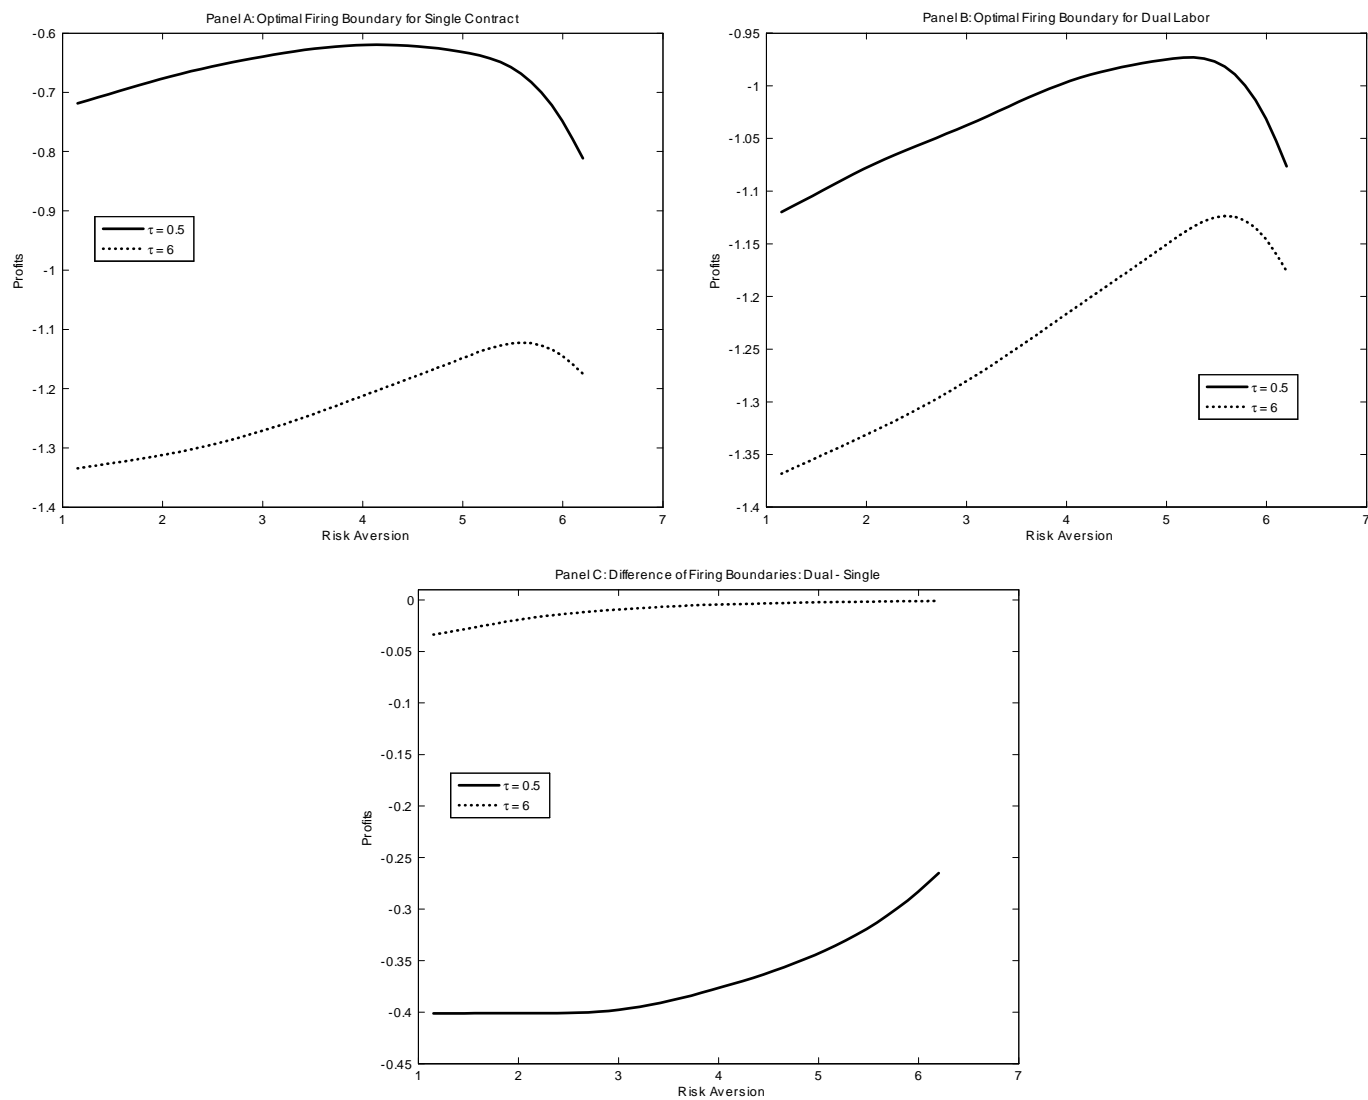 Panel A: Optimal Firing Boundary for Single Contract
-0.6
-0.7
-0.8
-0.9
-1
-1.1
-1.2
-1.3
-1.4
Profits
τ = 0.5
τ = 6
1 2 3 4 5 6 7
Risk Aversion
Panel B: Optimal Firing Boundary for Dual Labor
-0.95
-1
-1.05
-1.1
-1.15
-1.2
-1.25
-1.3
-1.35
-1.4
Profits
τ = 0.5
τ = 6
1 2 3 4 5 6 7
Risk Aversion
Panel C: Difference of Firing Boundaries: Dual - Single
0
-0.05
-0.1
-0.15
-0.2
-0.25
-0.3
-0.35
-0.4
-0.45
Profits
τ = 0.5
τ = 6
1 2 3 4 5 6 7
Risk Aversion